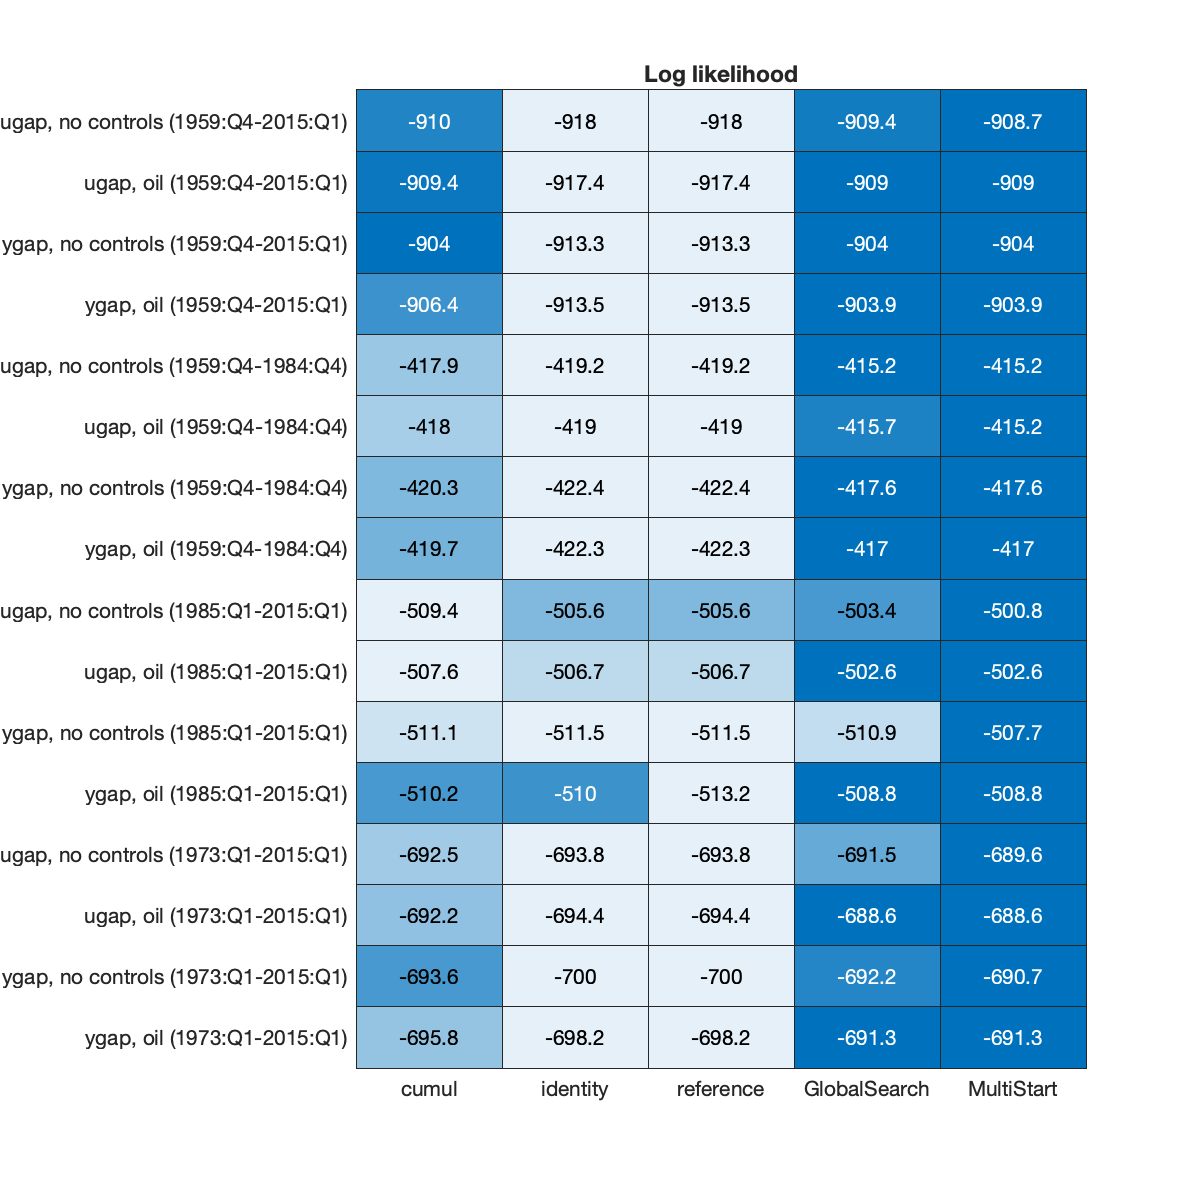 Log likelihood
ugap, no controls (1959:Q4-2015:Q1) -910 -918 -918 -909.4 -908.7
ugap, oil (1959:Q4-2015:Q1) -909.4 -917.4 -917.4 -909 -909
ygap, no controls (1959:Q4-2015:Q1) -904 -913.3 -913.3 -904 -904
ygap, oil (1959:Q4-2015:Q1) -906.4 -913.5 -913.5 -903.9 -903.9
ugap, no controls (1959:Q4-1984:Q4) -417.9 -419.2 -419.2 -415.2 -415.2
ugap, oil (1959:Q4-1984:Q4) -418 -419 -419 -415.7 -415.2
ygap, no controls (1959:Q4-1984:Q4) -420.3 -422.4 -422.4 -417.6 -417.6
ygap, oil (1959:Q4-1984:Q4) -419.7 -422.3 -422.3 -417 -417
ugap, no controls (1985:Q1-2015:Q1) -509.4 -505.6 -505.6 -503.4 -500.8
ugap, oil (1985:Q1-2015:Q1) -507.6 -506.7 -506.7 -502.6 -502.6
ygap, no controls (1985:Q1-2015:Q1) -511.1 -511.5 -511.5 -510.9 -507.7
ygap, oil (1985:Q1-2015:Q1) -510.2 -510 -513.2 -508.8 -508.8
ugap, no controls (1973:Q1-2015:Q1) -692.5 -693.8 -693.8 -691.5 -689.6
ugap, oil (1973:Q1-2015:Q1) -692.2 -694.4 -694.4 -688.6 -688.6
ygap, no controls (1973:Q1-2015:Q1) -693.6 -700 -700 -692.2 -690.7
ygap, oil (1973:Q1-2015:Q1) -695.8 -698.2 -698.2 -691.3 -691.3
cumul identity reference GlobalSearch MultiStart